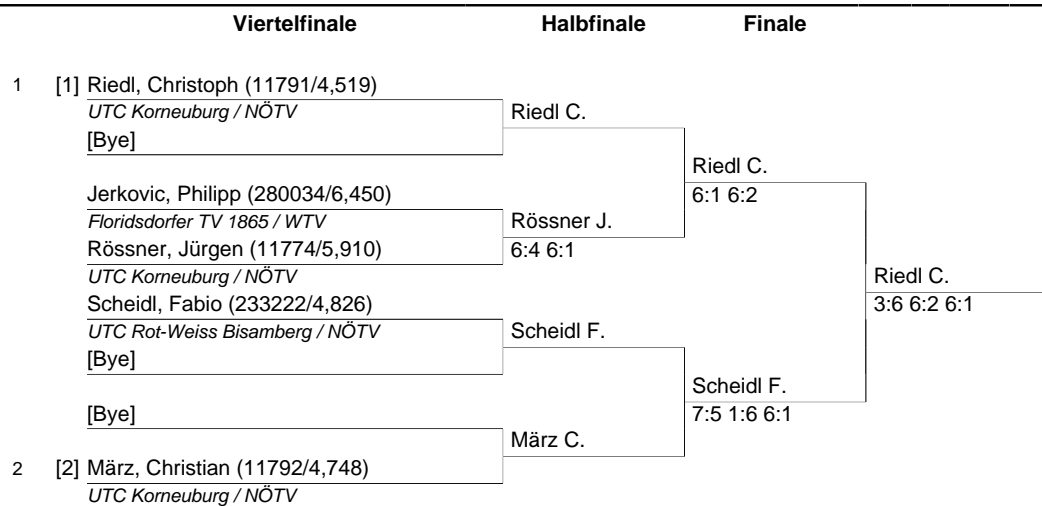 Viertelfinale Halbfinale Finale
1 [1] Riedl, Christoph (11791/4,519)
UTC Korneuburg / NÖTV Riedl C.
[Bye]
Riedl C.
Jerkovic, Philipp (280034/6,450) 6:1 6:2
Floridsdorfer TV 1865 / WTV Rössner J.
Rössner, Jürgen (11774/5,910) 6:4 6:1
UTC Korneuburg / NÖTV Riedl C.
Scheidl, Fabio (233222/4,826) 3:6 6:2 6:1
UTC Rot-Weiss Bisamberg / NÖTV Scheidl F.
[Bye]
Scheidl F.
[Bye] 7:5 1:6 6:1
März C.
2 [2] März, Christian (11792/4,748)
UTC Korneuburg / NÖTV